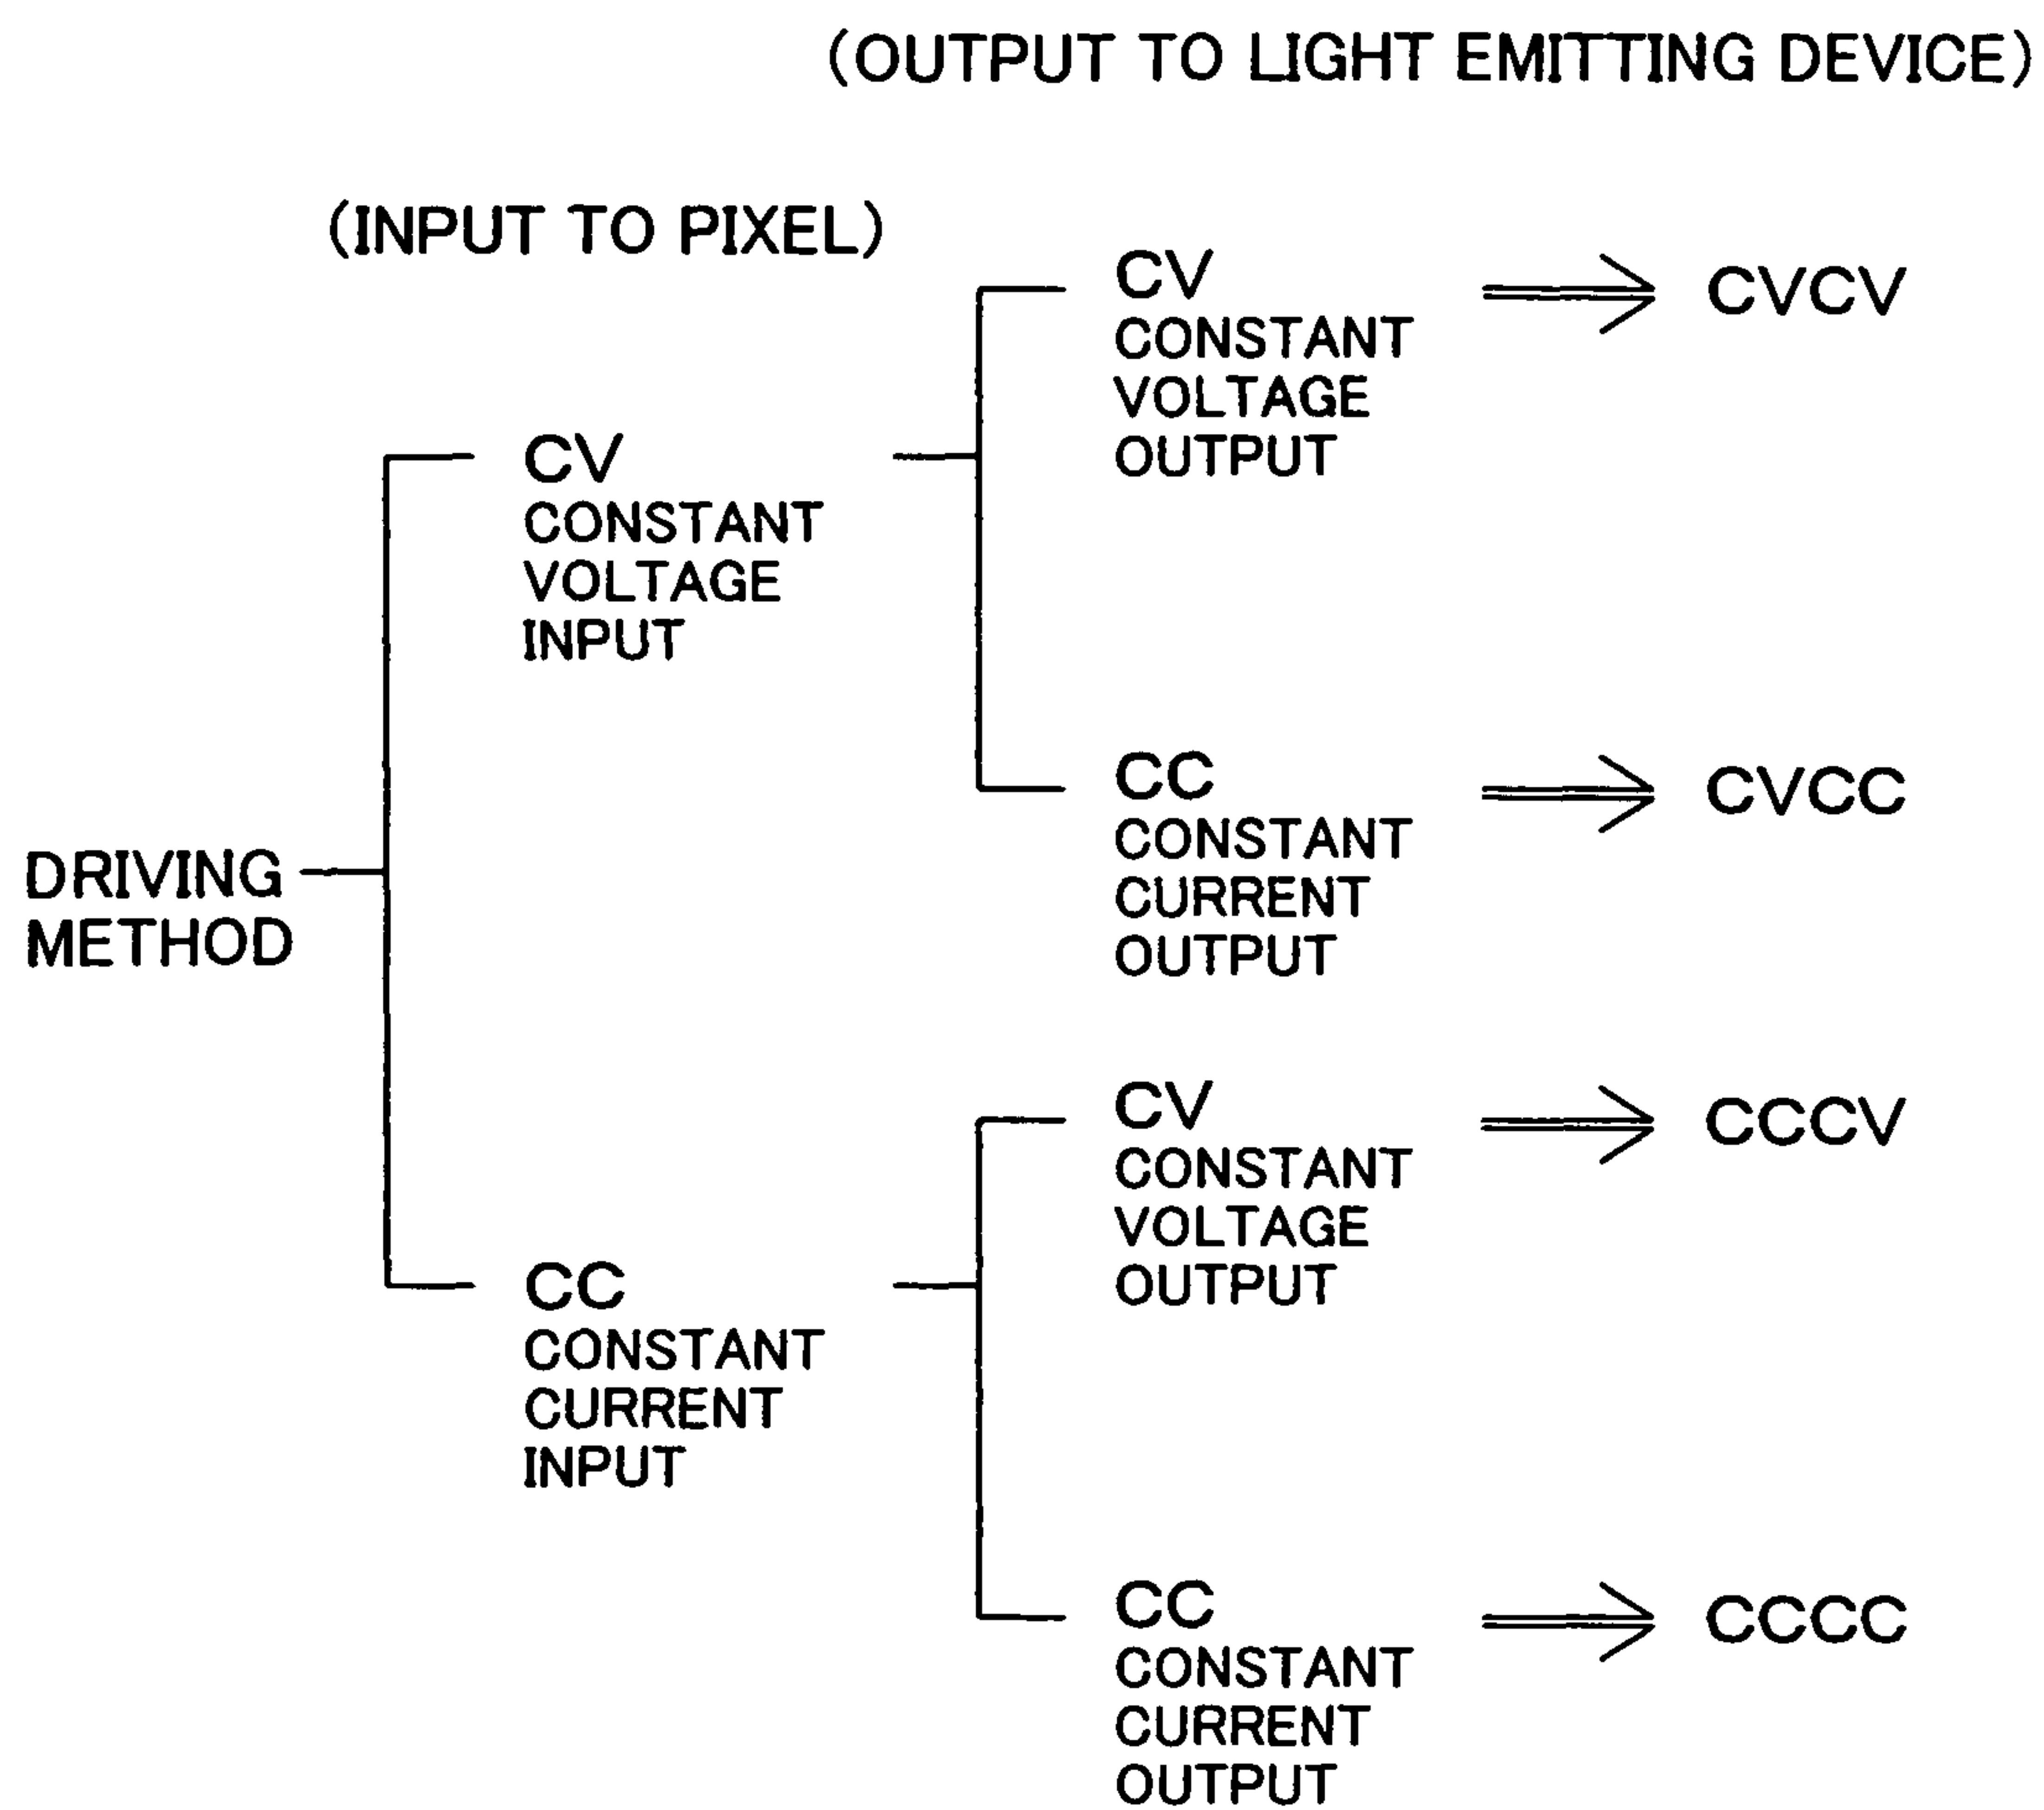 (OUTPUT TO LIGHT EMITTING DEVICE)
(INPUT TO PIXEL)
DRIVING
METHOD
CV
CONSTANT
VOLTAGE
INPUT
CV
CONSTANT
VOLTAGE
OUTPUT
CVCV
CC
CONSTANT
CURRENT
OUTPUT
CVCC
CC
CONSTANT
CURRENT
INPUT
CV
CONSTANT
VOLTAGE
OUTPUT
CCCV
CC
CONSTANT
CURRENT
OUTPUT
CCCC